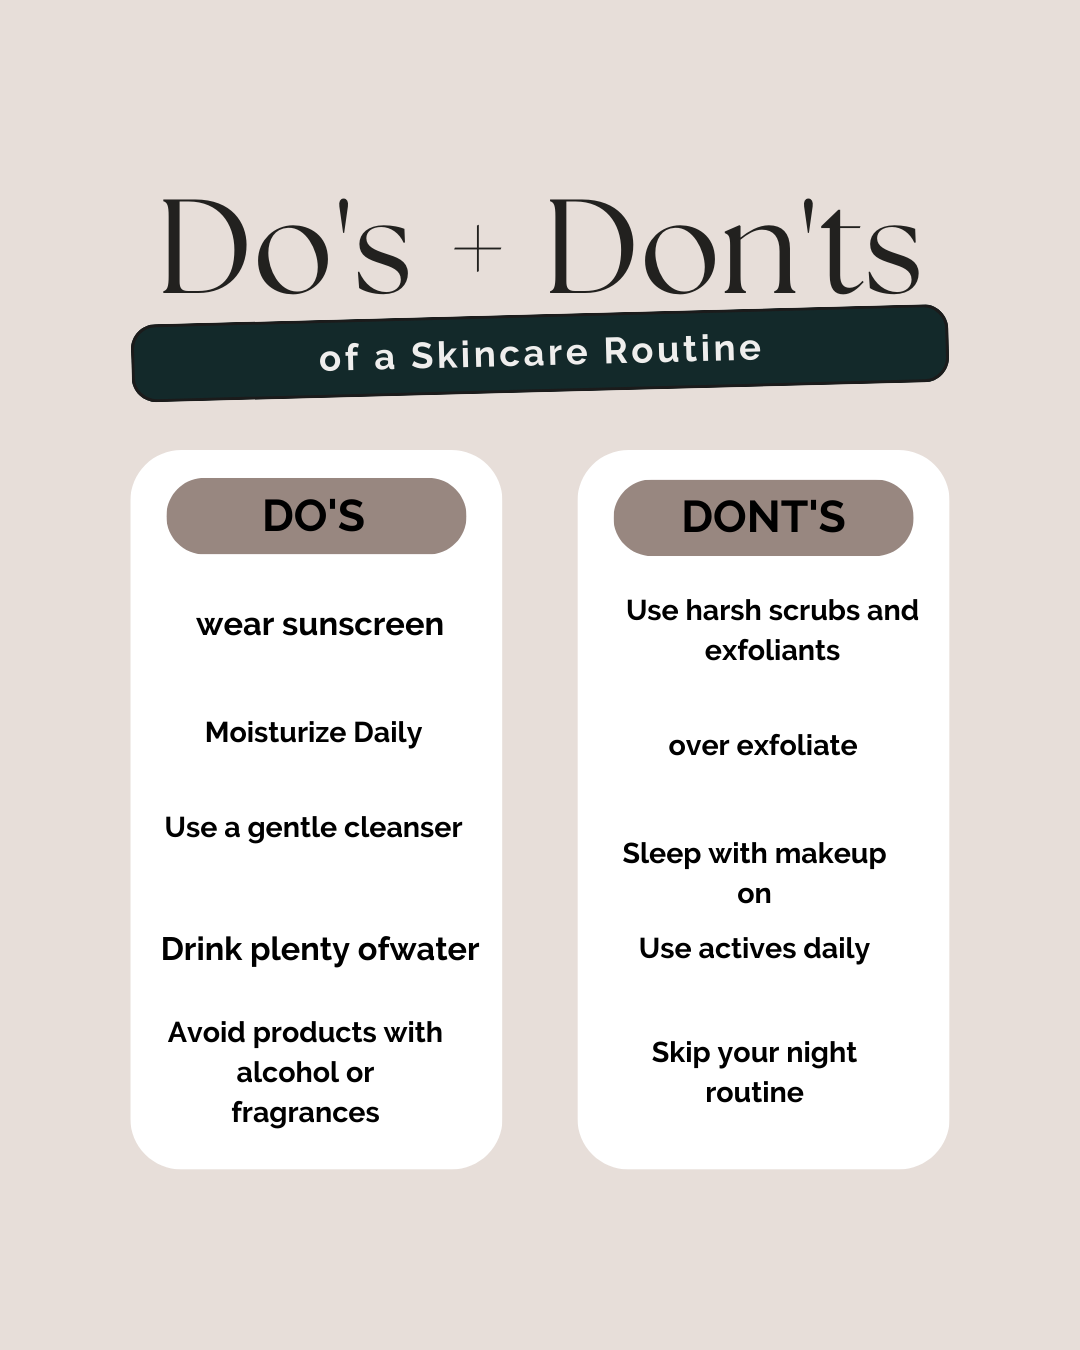 Do's + Don'ts
of a Skincare Routine
DO'S
wear sunscreen
Moisturize Daily
Use a gentle cleanser
Drink plenty ofwater
Avoid products with
alcohol or
fragrances
DONT'S
Use harsh scrubs and
exfoliants
over exfoliate
Sleep with makeup
on
Use actives daily
Skip your night
routine